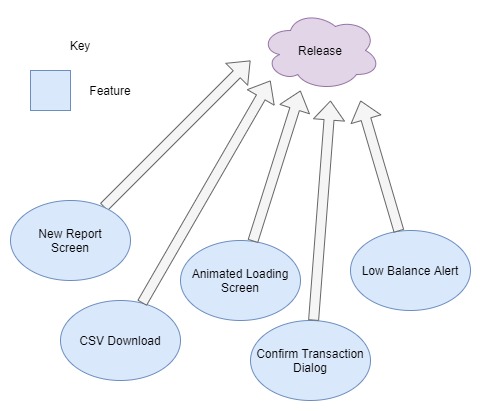 Release
Key
Feature
New Report
Screen
Animated Loading
Screen
Low Balance Alert
CSV Download
Confirm Transaction
Dialog